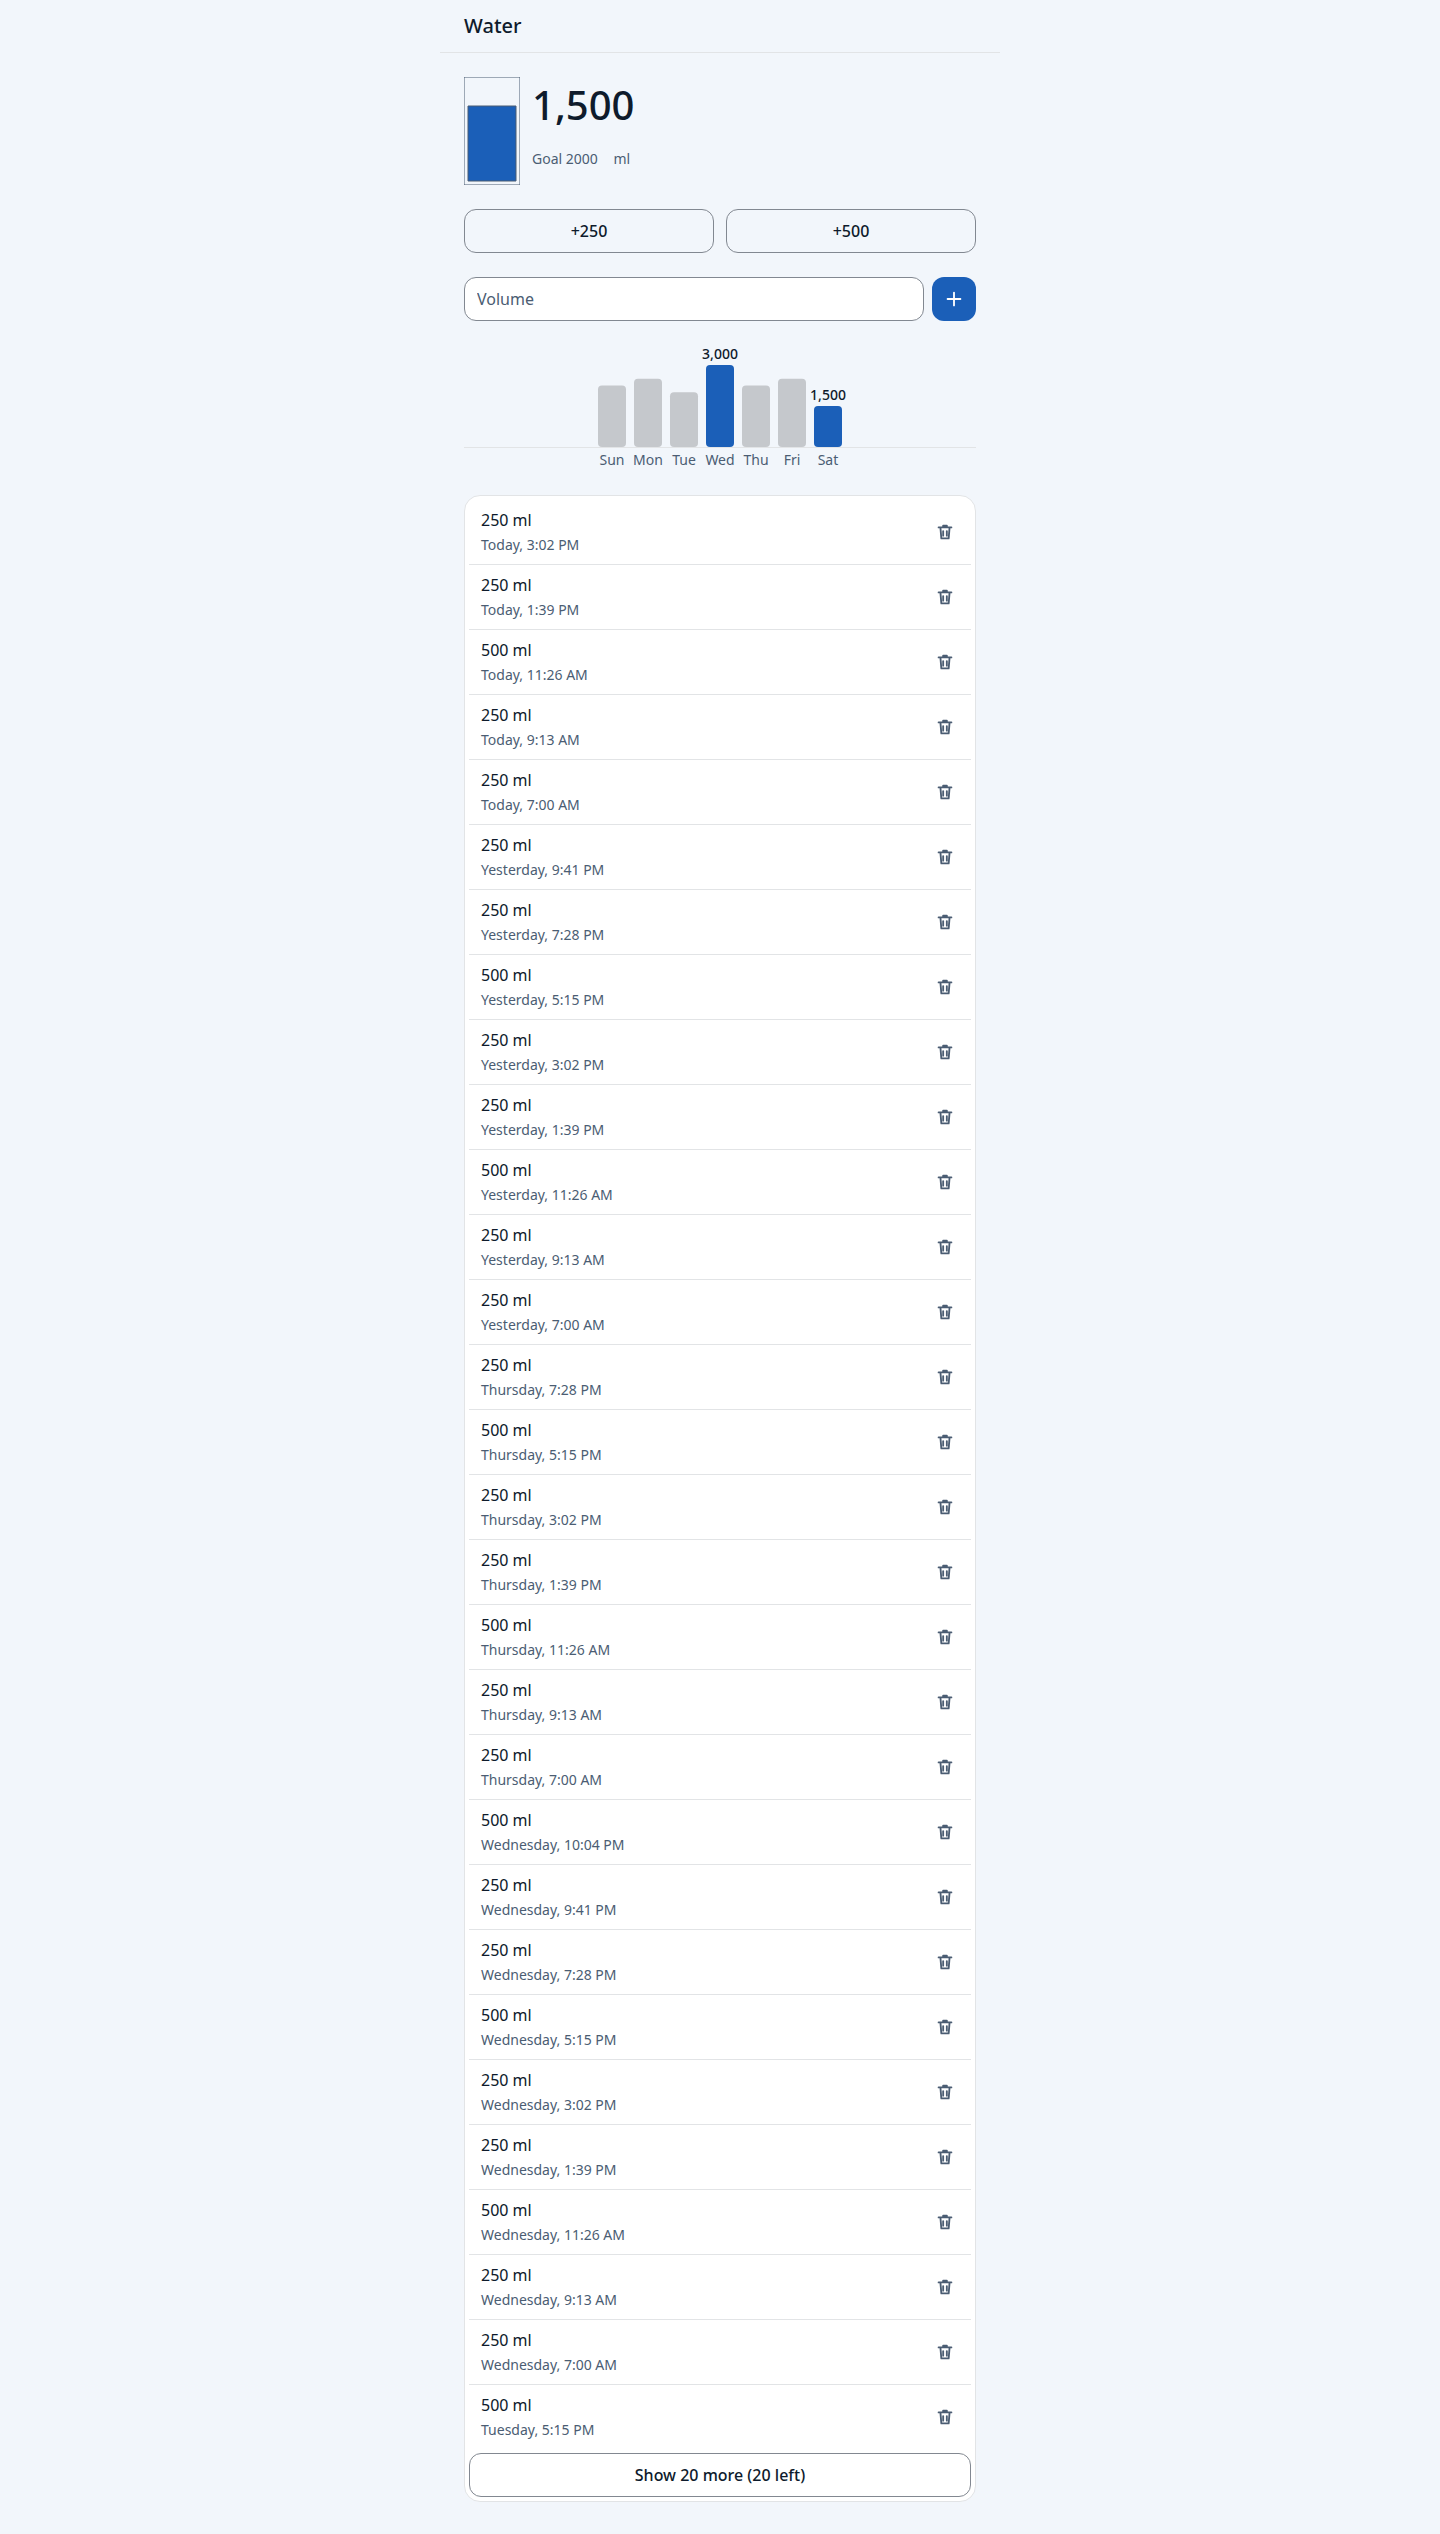 Water
1,500
Goal 2000 ml
+250 +500
Volume
3,000
1,500
Sun Mon Tue Wed Thu Fri Sat
250 ml
Today, 3:02 PM
250 ml
Today, 1:39 PM
500 ml
Today, 11:26 AM
250 ml
Today, 9:13 AM
250 ml
Today, 7:00 AM
250 ml
Yesterday, 9:41 PM
250 ml
Yesterday, 7:28 PM
500 ml
Yesterday, 5:15 PM
250 ml
Yesterday, 3:02 PM
250 ml
Yesterday, 1:39 PM
500 ml
Yesterday, 11:26 AM
250 ml
Yesterday, 9:13 AM
250 ml
Yesterday, 7:00 AM
250 ml
Thursday, 7:28 PM
500 ml
Thursday, 5:15 PM
250 ml
Thursday, 3:02 PM
250 ml
Thursday, 1:39 PM
500 ml
Thursday, 11:26 AM
250 ml
Thursday, 9:13 AM
250 ml
Thursday, 7:00 AM
500 ml
Wednesday, 10:04 PM
250 ml
Wednesday, 9:41 PM
250 ml
Wednesday, 7:28 PM
500 ml
Wednesday, 5:15 PM
250 ml
Wednesday, 3:02 PM
250 ml
Wednesday, 1:39 PM
500 ml
Wednesday, 11:26 AM
250 ml
Wednesday, 9:13 AM
250 ml
Wednesday, 7:00 AM
500 ml
Tuesday, 5:15 PM
Show 20 more (20 left)